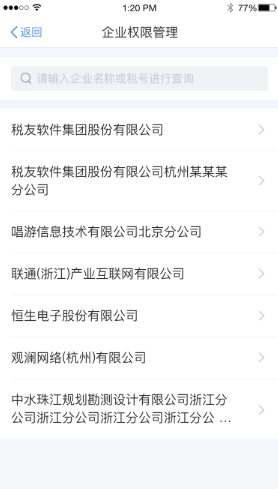 1:20 PM 77%
返回 企业权限管理
请输入企业名称或税号进行查询
税友软件集团股份有限公司
税友软件集团股份有限公司杭州某某某
分公司
唱游信息技术有限公司北京分公司
联通(浙江)产业互联网有限公司
恒生电子股份有限公司
观澜网络(杭州)有限公司
中水珠江规划勘测设计有限公司浙江分
公司浙江分公司浙江分公司浙江分公 ...